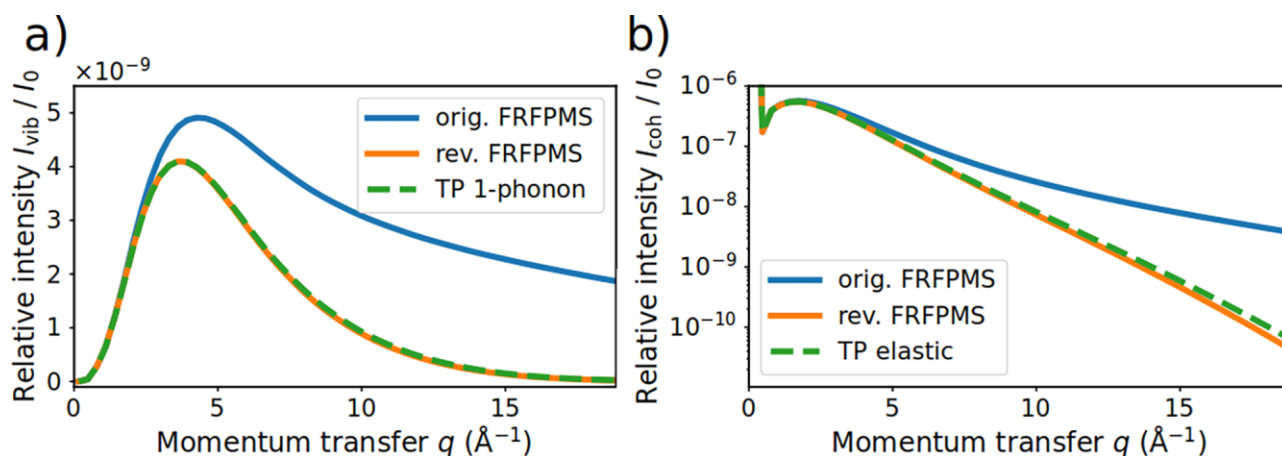 a)
×10⁻⁹
Relative intensity I_vib / I_0
5
4
3
2
1
0
orig. FRFPMS
rev. FRFPMS
TP 1-phonon
0 5 10 15
Momentum transfer q (Å⁻¹)
b)
Relative intensity I_coh / I_0
10⁻⁶
10⁻⁷
10⁻⁸
10⁻⁹
10⁻¹⁰
orig. FRFPMS
rev. FRFPMS
TP elastic
0 5 10 15
Momentum transfer q (Å⁻¹)